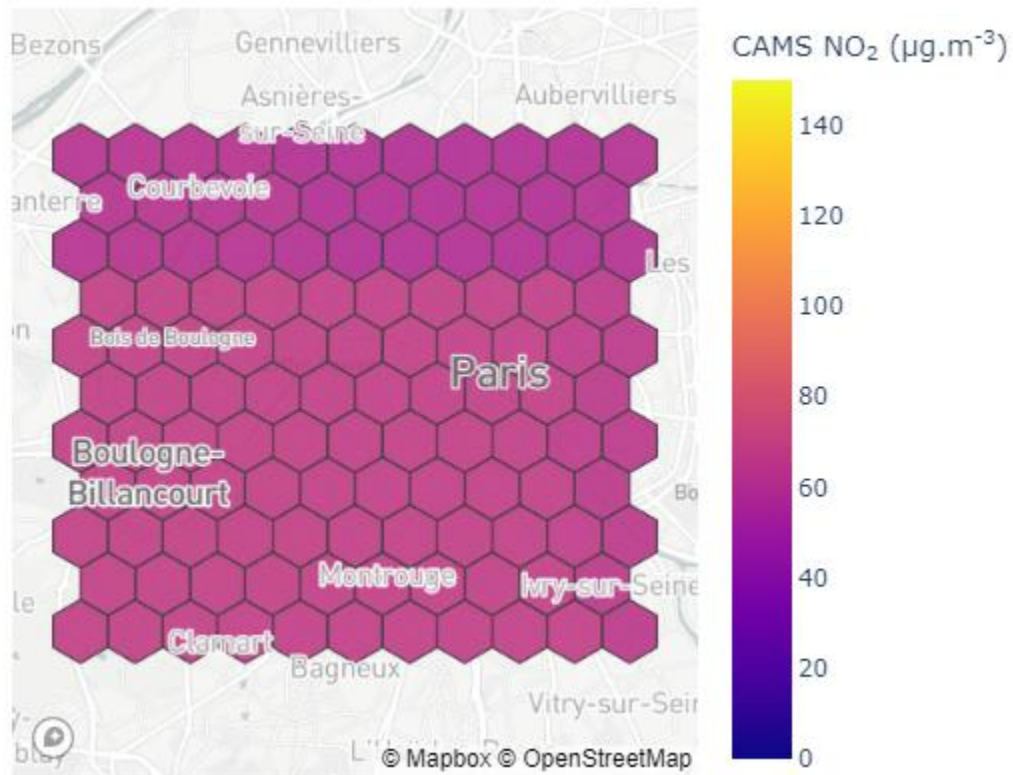 Bezons
Gennevilliers
Asnières-
sur-Seine
Aubervilliers
Courbevoie
anterre
Les
on
Bois de Boulogne
Paris
Boulogne-
Billancourt
Bo
Montrouge
Ivry-sur-Seine
le
Clamart
Bagneux
Vitry-sur-Sei
© Mapbox © OpenStreetMap
CAMS NO₂ (µg.m⁻³)
140
120
100
80
60
40
20
0